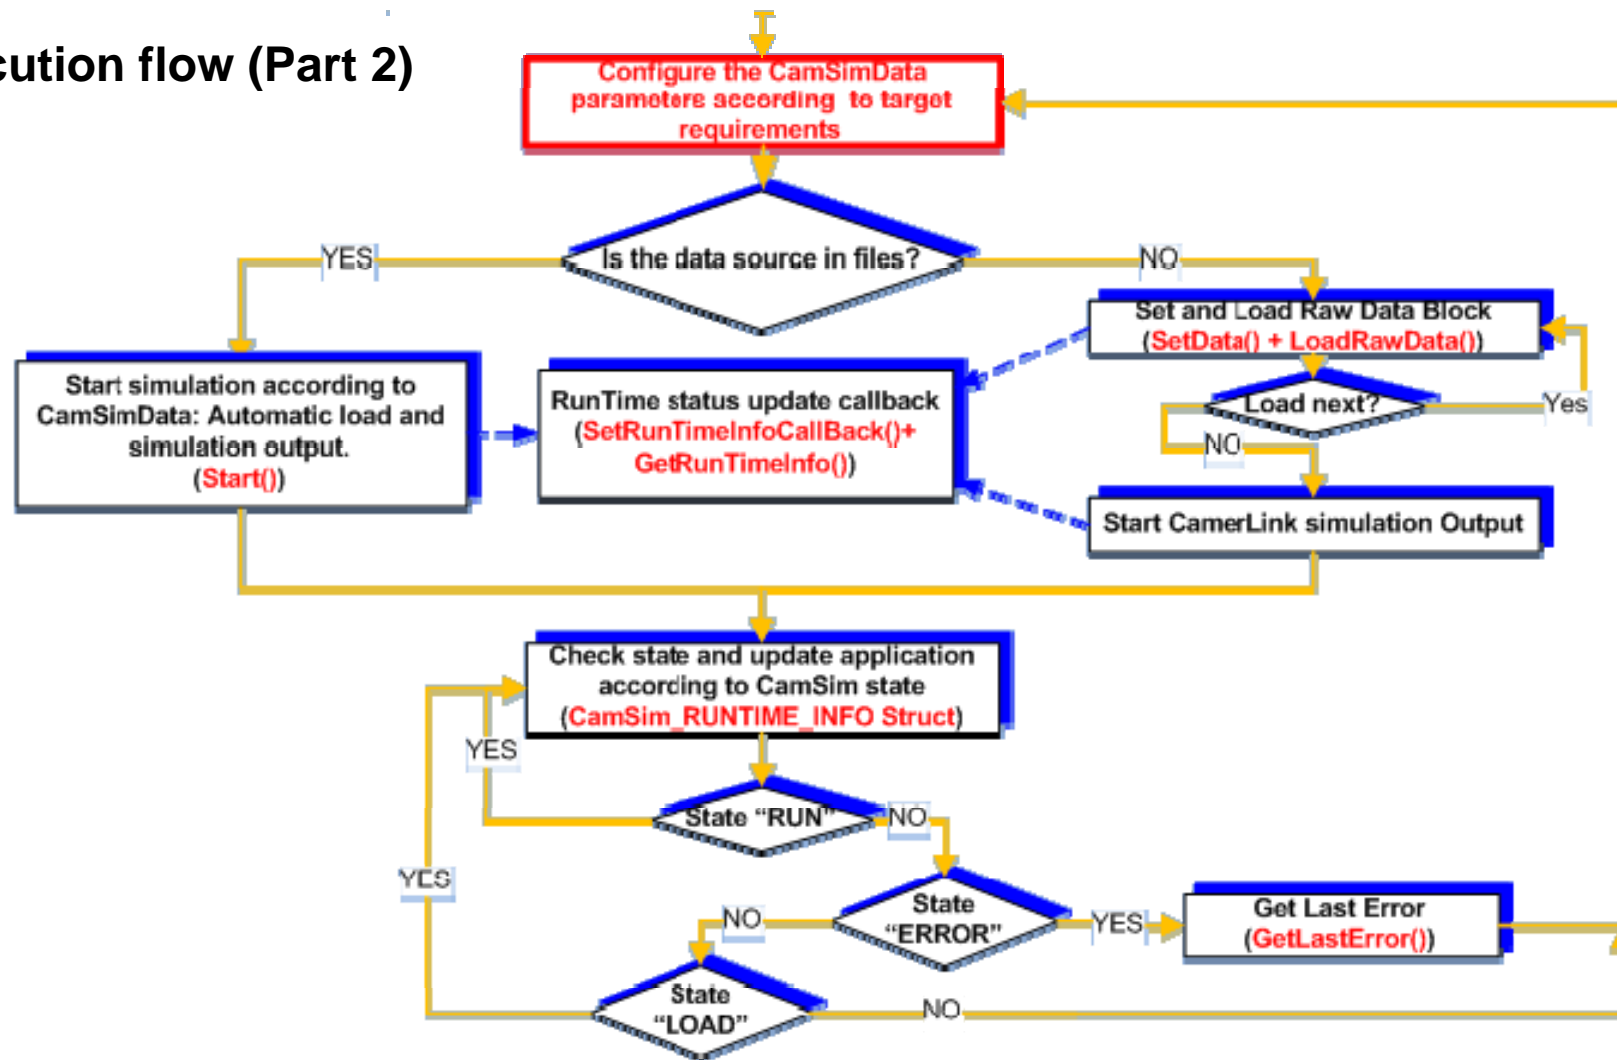 cution flow (Part 2)
Configure the CamSimData
parameters according to target
requirements
Is the data source in files?
YES
NO
Set and Load Raw Data Block
(SetData() + LoadRawData())
Start simulation according to
CamSimData: Automatic load and
simulation output.
(Start())
RunTime status update callback
(SetRunTimeInfoCallBack()+
GetRunTimeInfo())
Load next?
Yes
NO
Start CamerLink simulation Output
Check state and update application
according to CamSim state
(CamSim_RUNTIME_INFO Struct)
YES
State “RUN”
NO
YES
State
“ERROR”
NO
YES
Get Last Error
(GetLastError())
State
“LOAD”
NO